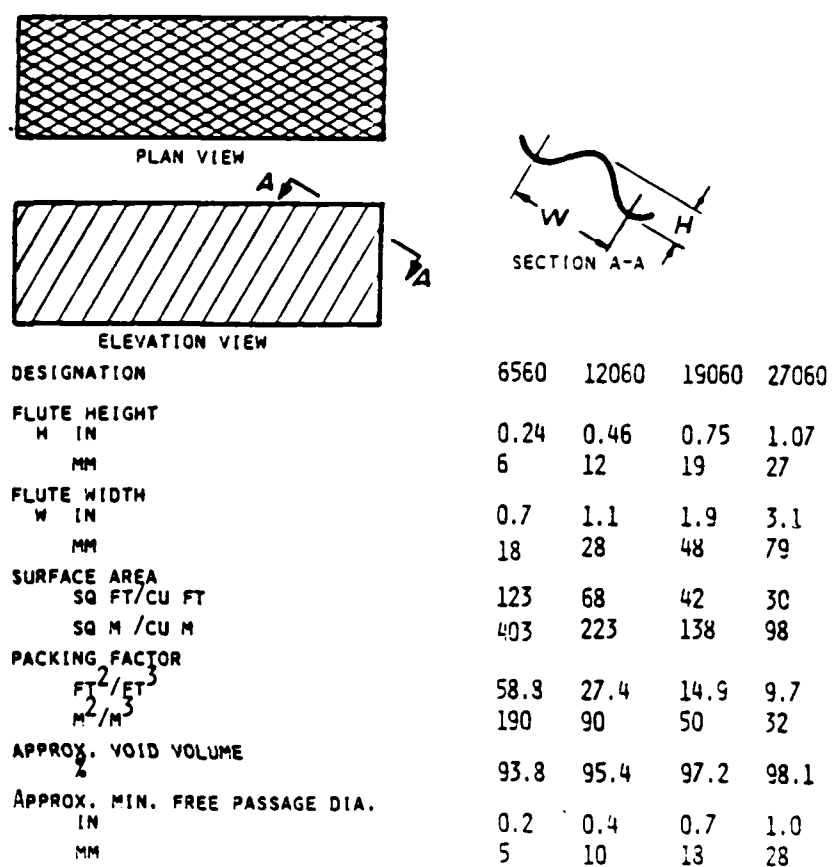 PLAN VIEW
A
W
H
A
SECTION A-A
ELEVATION VIEW
DESIGNATION 6560 12060 19060 27060
FLUTE HEIGHT
H IN 0.24 0.46 0.75 1.07
MM 6 12 19 27
FLUTE WIDTH
W IN 0.7 1.1 1.9 3.1
MM 18 28 48 79
SURFACE AREA
SQ FT/CU FT 123 68 42 30
SQ M /CU M 403 223 138 98
PACKING FACTOR
FT2/FT3 58.8 27.4 14.9 9.7
M2/M3 190 90 50 32
APPROX. VOID VOLUME
% 93.8 95.4 97.2 98.1
APPROX. MIN. FREE PASSAGE DIA.
IN 0.2 0.4 0.7 1.0
MM 5 10 13 28